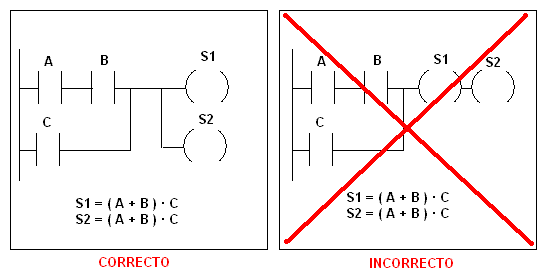 A B S1
C S2
S1 = ( A + B ) · C
S2 = ( A + B ) · C
CORRECTO
A B S1 S2
C
S1 = ( A + B ) · C
S2 = ( A + B ) · C
INCORRECTO